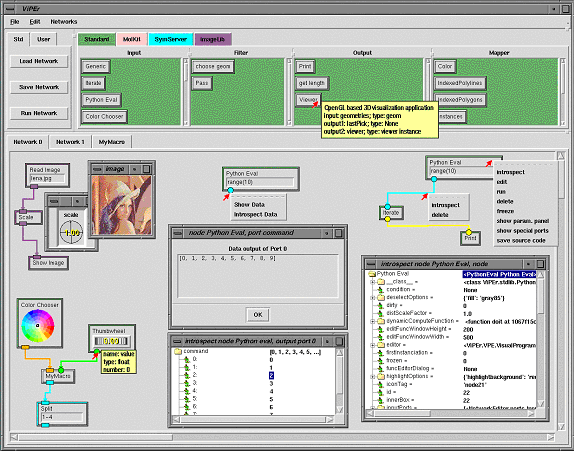 ViPEr
File Edit Networks
Std User
Standard MolKit SymServer ImageLib
Load Network
Save Network
Run Network
Input Filter Output Mapper
Generic choose geom Print Color
Iterate Pass get length IndexedPolylines
Python Eval Viewer IndexedPolygons
Color Chooser instances
OpenGL based 3D visualization application
input: geometries; type: geom
output1: lastPick; type: None
output2: viewer; type: viewer instance
Network 0 Network 1 MyMacro
Read Image
lena.jpg
Scale
Show Image
scale
1.00
image
Python Eval
range(10)
Show Data
Introspect Data
Python Eval
range(10)
Iterate
Print
introspect
delete
introspect
edit
run
delete
freeze
show param. panel
show special ports
save source code
node Python Eval, port command
Data output of Port 0
[0, 1, 2, 3, 4, 5, 6, 7, 8, 9]
OK
Color Chooser
Thumbwheel
name: value
type: float
number: 0
MyMacro
Split
1-4
introspect node Python eval, output port 0
command [0, 1, 2, 3, 4, 5, ...]
0: 0
1: 1
2: 2
3: 3
4: 4
5: 5
6: 6
7: 7
introspect node Python Eval, node
Python Eval <PythonEval Python Eval>
__class__ = <class ViPEr.stdlib.Pytho
condition = None
deselectOptions = {'fill': 'gray85'}
dirty = 0
distScaleFactor = 1.0
dynamicComputeFunction = <function doit at 1067f15c
editFuncWindowHeight = 200
editFuncWindowWidth = 500
editor = <ViPEr.VPE.VisualProgram
firstInstanciation = 0
frozen = 0
funcEditorDialog = None
highlightOptions = {'highlightbackground': 're
iconTag = 'node21'
id = 22
innerBox = 22
inputPorts =